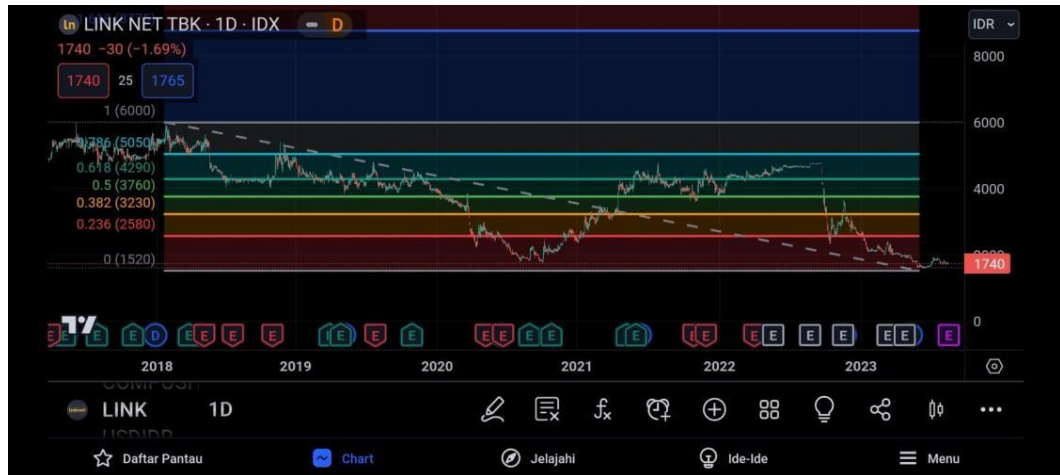 LINK NET TBK · 1D · IDX
D
IDR
1740 −30 (−1.69%)
1740 25 1765
8000
1 (6000)
6000
0.786 (5050)
0.618 (4290)
0.5 (3760)
4000
0.382 (3230)
0.236 (2580)
0 (1520)
1740
0
E E E D E E E E E E E E E E E E E E E E E E E E E E E
2018 2019 2020 2021 2022 2023
LINK 1D
USDIDR
Daftar Pantau Chart Jelajahi Ide-Ide Menu